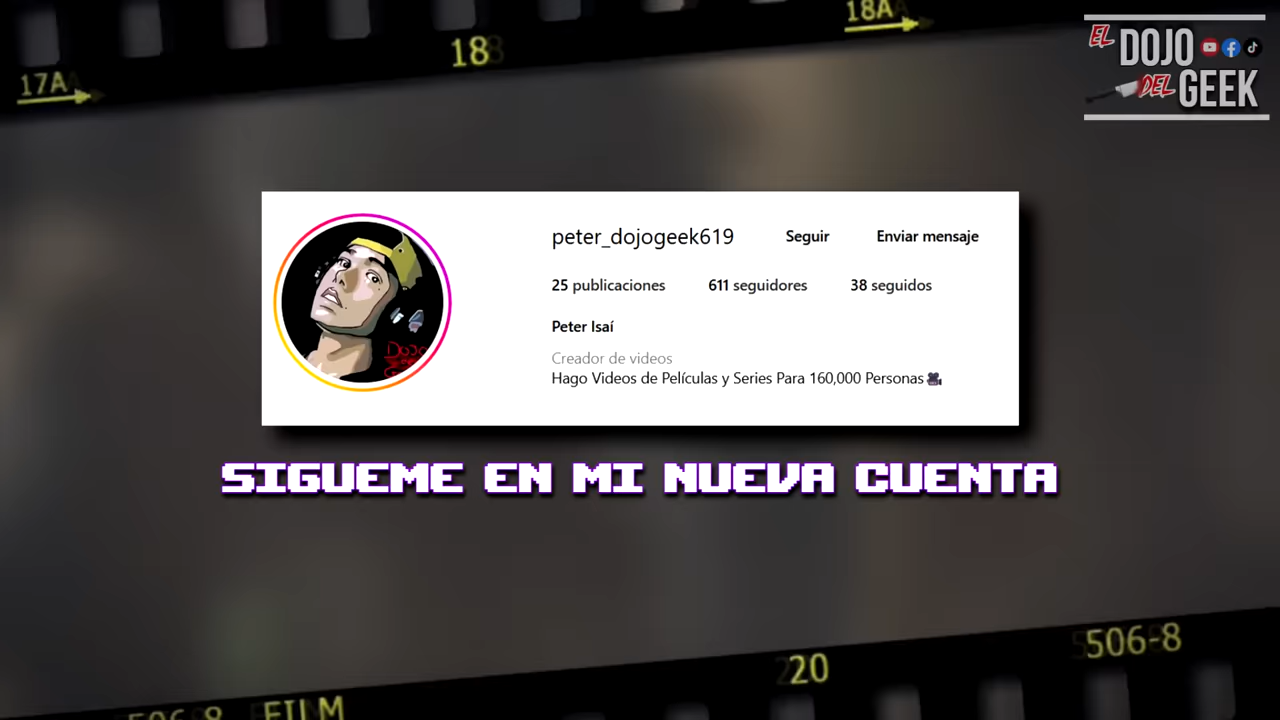 17A
18
18A
EL
DOJO
DEL GEEK
peter_dojogeek619 Seguir Enviar mensaje
25 publicaciones 611 seguidores 38 seguidos
Peter Isaí
Creador de videos
Hago Videos de Películas y Series Para 160,000 Personas
SIGUEME EN MI NUEVA CUENTA
506-8
20
506-8 FILM